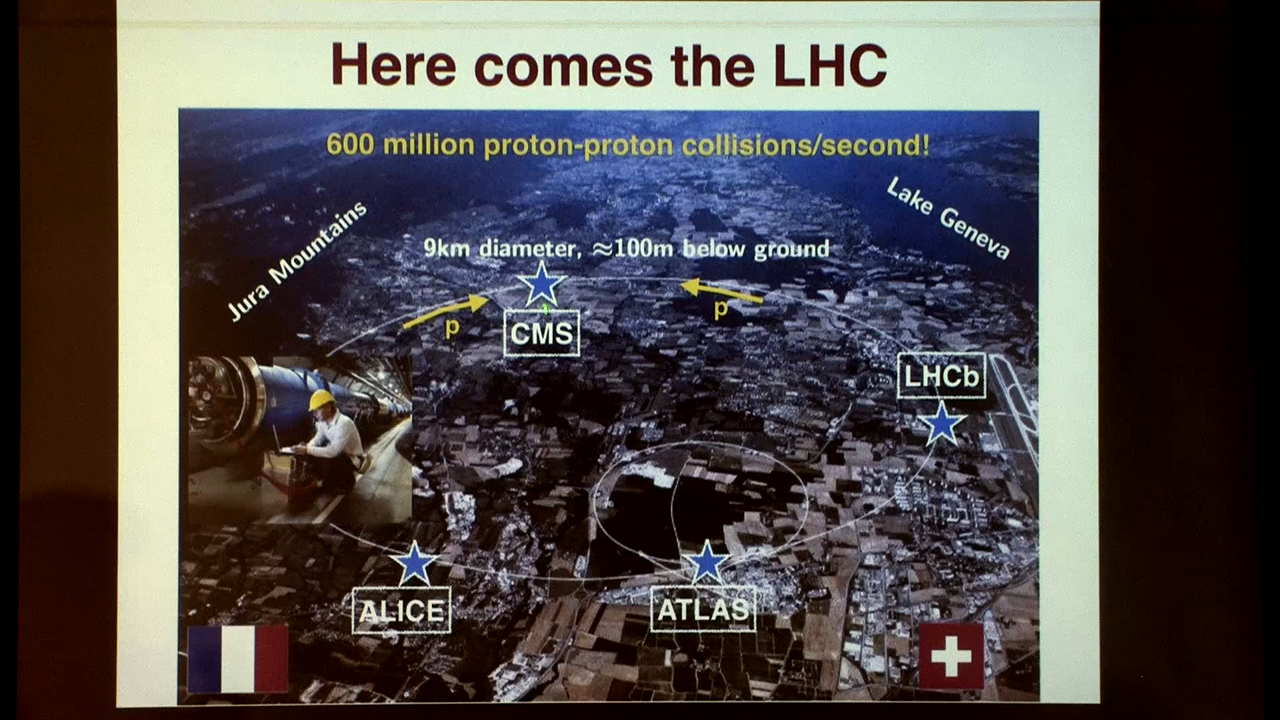 Here comes the LHC
600 million proton-proton collisions/second!
Jura Mountains
Lake Geneva
9km diameter, ≈100m below ground
p
p
CMS
LHCb
ALICE
ATLAS